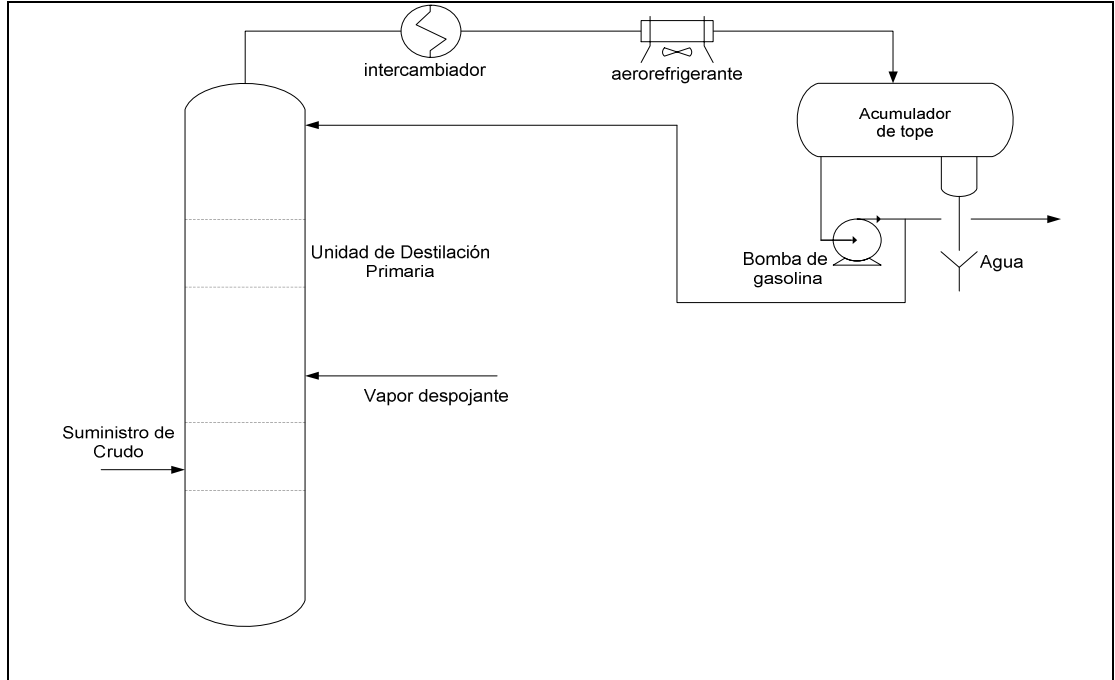 intercambiador
aerorefrigerante
Acumulador
de tope
Unidad de Destilación
Primaria
Bomba de
gasolina
Agua
Vapor despojante
Suministro de
Crudo